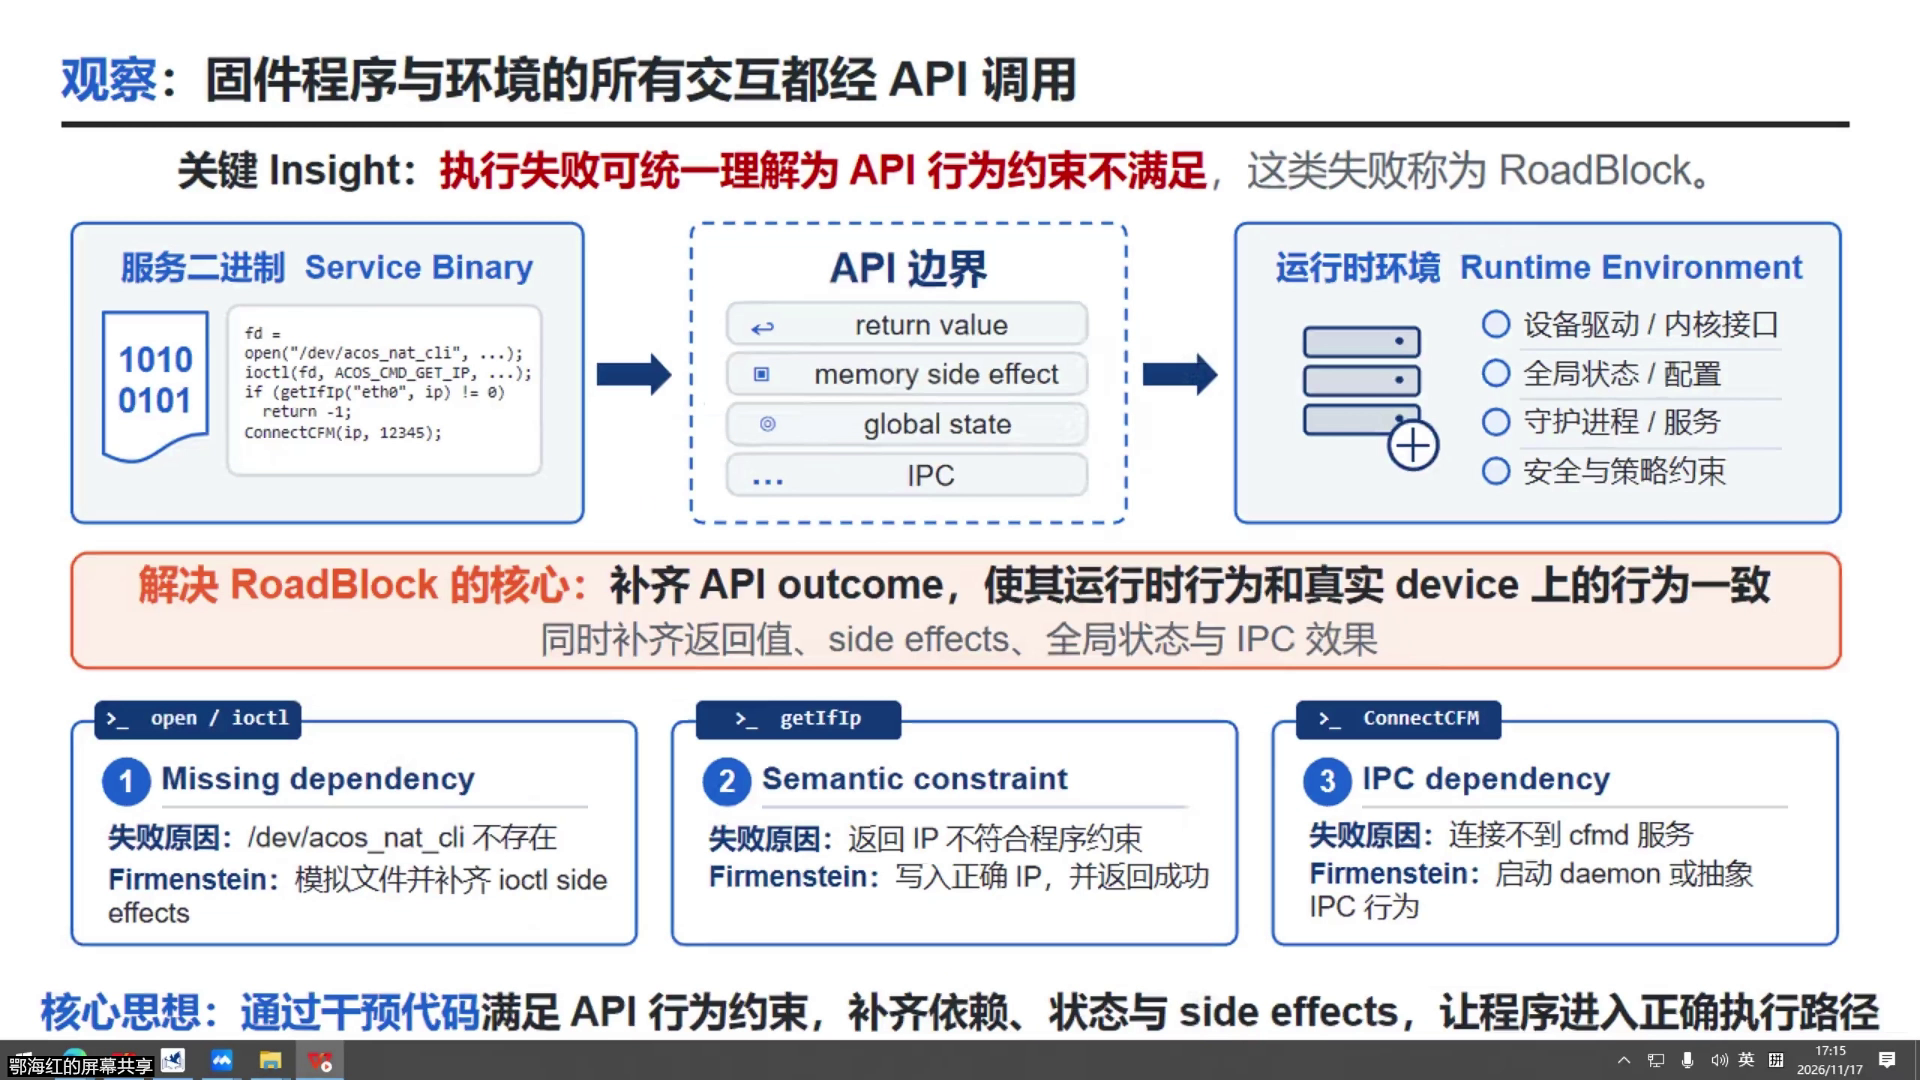 观察：固件程序与环境的所有交互都经 API 调用
关键 Insight：执行失败可统一理解为 API 行为约束不满足，这类失败称为 RoadBlock。
服务二进制 Service Binary
1010
0101
fd =
open("/dev/acos_nat_cli", ...);
ioctl(fd, ACOS_CMD_GET_IP, ...);
if (getIfIp("eth0", ip) != 0)
return -1;
ConnectCFM(ip, 12345);
API 边界
return value
memory side effect
global state
... IPC
运行时环境 Runtime Environment
设备驱动 / 内核接口
全局状态 / 配置
守护进程 / 服务
安全与策略约束
解决 RoadBlock 的核心：补齐 API outcome，使其运行时行为和真实 device 上的行为一致
同时补齐返回值、side effects、全局状态与 IPC 效果
>_ open / ioctl
1 Missing dependency
失败原因：/dev/acos_nat_cli 不存在
Firmenstein：模拟文件并补齐 ioctl side
effects
>_ getIfIp
2 Semantic constraint
失败原因：返回 IP 不符合程序约束
Firmenstein：写入正确 IP，并返回成功
>_ ConnectCFM
3 IPC dependency
失败原因：连接不到 cfmd 服务
Firmenstein：启动 daemon 或抽象
IPC 行为
核心思想：通过干预代码满足 API 行为约束，补齐依赖、状态与 side effects，让程序进入正确执行路径
鄂海红的屏幕共享
英
拼
17:15
2026/11/17